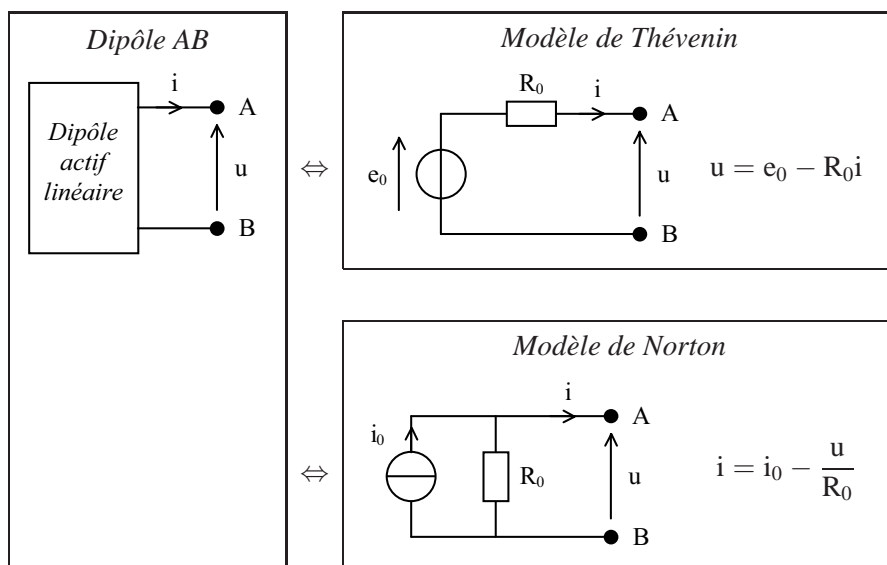 Dipôle AB
i
A
Dipôle
actif
linéaire
u
B
⇔
Modèle de Thévenin
R₀
i
A
e₀
u
u = e₀ − R₀i
B
⇔
Modèle de Norton
i
A
i₀
R₀
u
i = i₀ − u/R₀
B